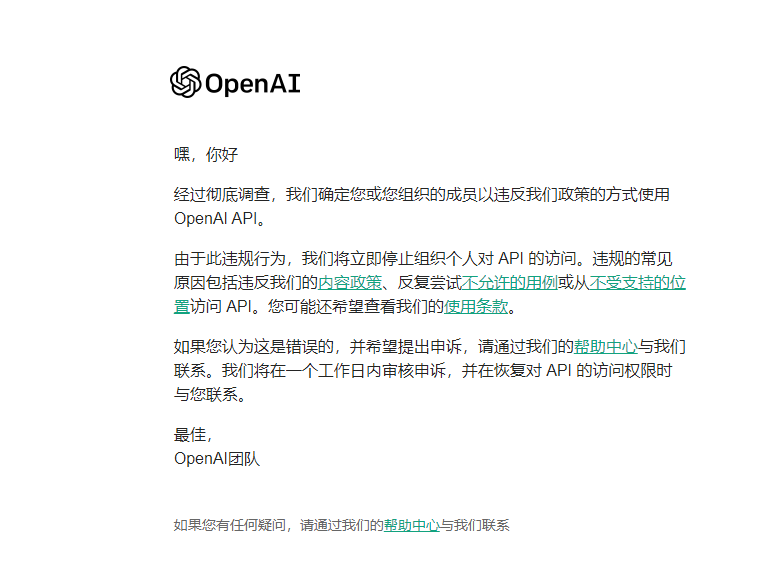 OpenAI
嘿，你好
经过彻底调查，我们确定您或您组织的成员以违反我们政策的方式使用
OpenAI API。
由于此违规行为，我们将立即停止组织个人对 API 的访问。违规的常见
原因包括违反我们的内容政策、反复尝试不允许的用例或从不受支持的位
置访问 API。您可能还希望查看我们的使用条款。
如果您认为这是错误的，并希望提出申诉，请通过我们的帮助中心与我们
联系。我们将在一个工作日内审核申诉，并在恢复对 API 的访问权限时
与您联系。
最佳，
OpenAI团队
如果您有任何疑问，请通过我们的帮助中心与我们联系